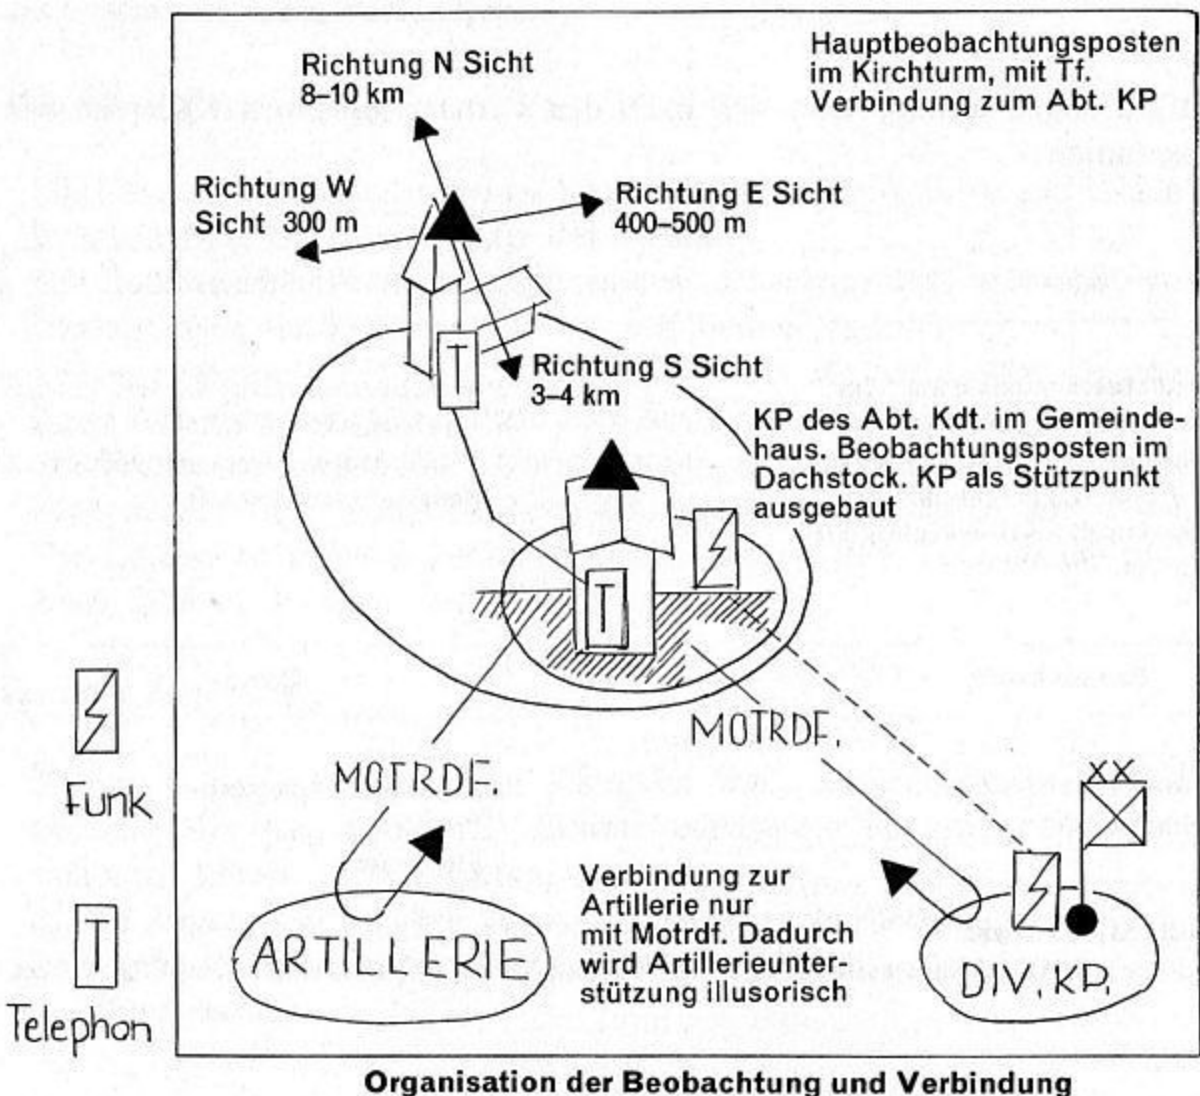 Richtung N Sicht
8–10 km
Hauptbeobachtungsposten
im Kirchturm, mit Tf.
Verbindung zum Abt. KP
Richtung W
Sicht 300 m
Richtung E Sicht
400–500 m
T
Richtung S Sicht
3–4 km
KP des Abt. Kdt. im Gemeinde-
haus. Beobachtungsposten im
Dachstock. KP als Stützpunkt
ausgebaut
T
MOTRDF.
MOTRDF.
Funk
XX
Verbindung zur
Artillerie nur
mit Motrdf. Dadurch
wird Artillerieunter-
stützung illusorisch
ARTILLERIE
DIV. KP.
T
Telephon
Organisation der Beobachtung und Verbindung